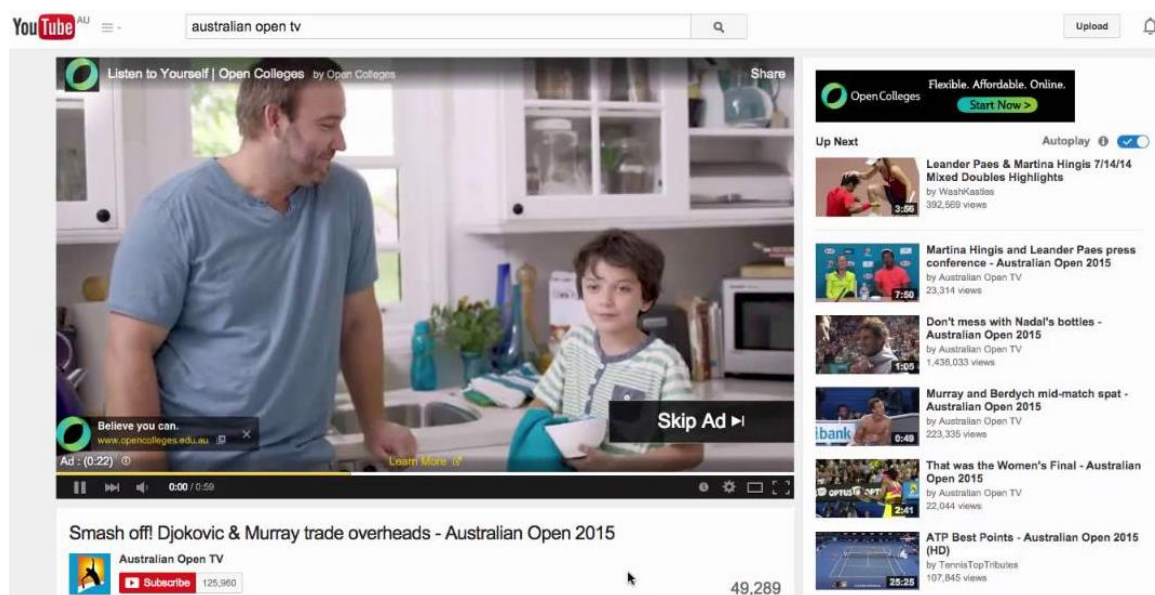 YouTube AU
australian open tv
Upload
Listen to Yourself | Open Colleges by Open Colleges
Share
Believe you can.
www.opencolleges.edu.au
Skip Ad
Ad : (0:22)
Learn More
0:00 / 0:59
Smash off! Djokovic & Murray trade overheads - Australian Open 2015
Australian Open TV
Subscribe 125,960
49,289
Open Colleges
Flexible. Affordable. Online.
Start Now >
Up Next
Autoplay
Leander Paes & Martina Hingis 7/14/14
Mixed Doubles Highlights
by WashKastles
392,569 views
3:56
Martina Hingis and Leander Paes press
conference - Australian Open 2015
by Australian Open TV
23,314 views
7:50
Don't mess with Nadal's bottles -
Australian Open 2015
by Australian Open TV
1,438,033 views
1:05
Murray and Berdych mid-match spat -
Australian Open 2015
by Australian Open TV
223,335 views
ibank
0:49
That was the Women's Final - Australian
Open 2015
by Australian Open TV
22,044 views
OPTUS OPT
2:41
ATP Best Points - Australian Open 2015
(HD)
by TennisTopTributes
107,845 views
25:25